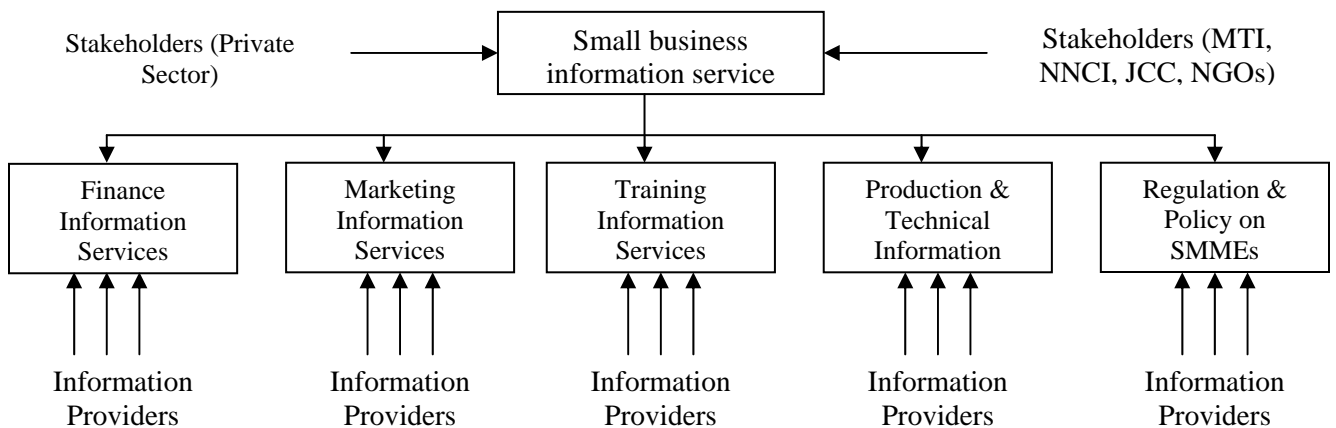 Stakeholders (Private
Sector)
Small business
information service
Stakeholders (MTI,
NNCI, JCC, NGOs)
Finance
Information
Services
Marketing
Information
Services
Training
Information
Services
Production &
Technical
Information
Regulation &
Policy on
SMMEs
Information
Providers
Information
Providers
Information
Providers
Information
Providers
Information
Providers